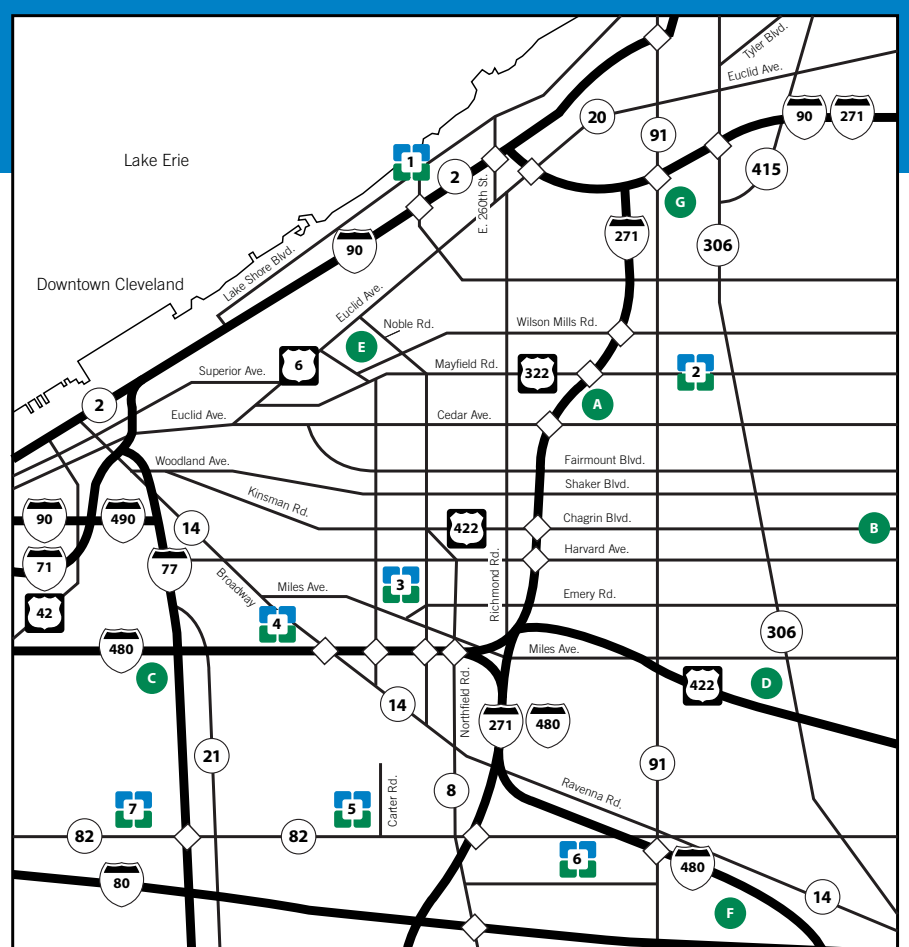 Tyler Blvd.
Euclid Ave.
20
90
271
91
Lake Erie
1
2
415
E. 260th St.
G
271
306
90
Lake Shore Blvd.
Downtown Cleveland
Euclid Ave.
Noble Rd.
Wilson Mills Rd.
E
6
Mayfield Rd.
322
2
Superior Ave.
2
A
Euclid Ave.
Cedar Ave.
Woodland Ave.
Fairmount Blvd.
Shaker Blvd.
Kinsman Rd.
90
490
14
422
Chagrin Blvd.
B
Harvard Ave.
71
77
Richmond Rd.
Broadway
Miles Ave.
3
Emery Rd.
42
4
306
480
Miles Ave.
C
422
D
Northfield Rd.
14
271
480
21
91
Carter Rd.
8
Ravenna Rd.
7
5
82
82
6
480
80
14
F